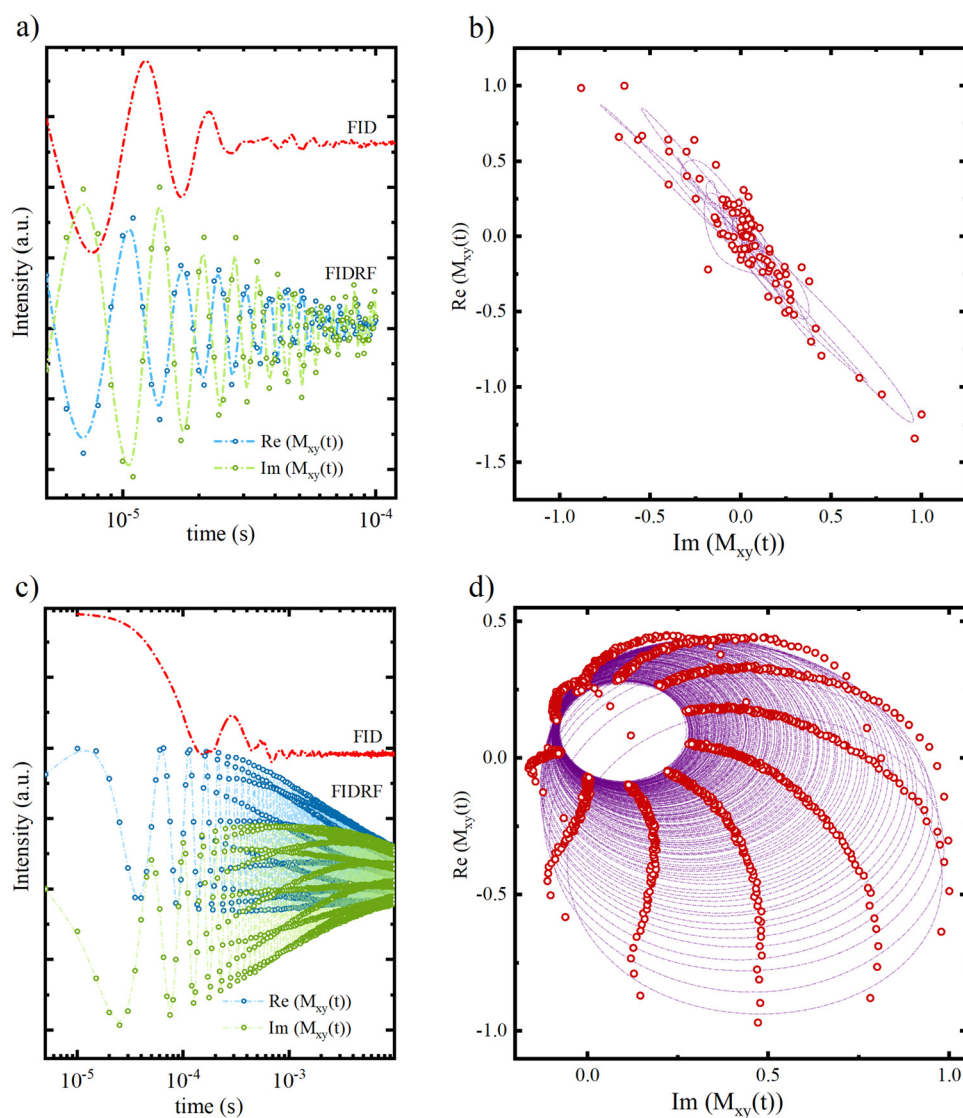 a)
Intensity (a.u.)
FID
FIDRF
Re (Mxy(t))
Im (Mxy(t))
10-5
10-4
time (s)
b)
Re (Mxy(t))
1.0
0.5
0.0
-0.5
-1.0
-1.5
-1.0
-0.5
0.0
0.5
1.0
Im (Mxy(t))
c)
Intensity (a.u.)
FID
FIDRF
Re (Mxy(t))
Im (Mxy(t))
10-5
10-4
10-3
time (s)
d)
Re (Mxy(t))
0.5
0.0
-0.5
-1.0
0.0
0.5
1.0
Im (Mxy(t))